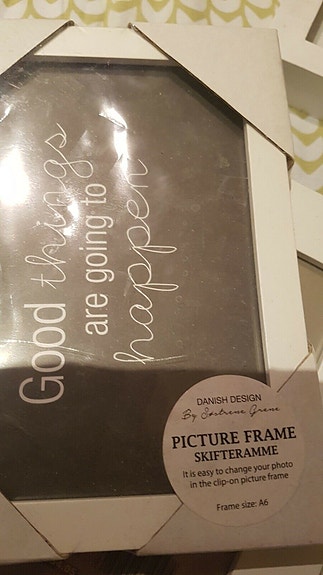 Good things
are going to
happen
DANISH DESIGN
By Søstrene Grene
PICTURE FRAME
SKIFTERAMME
It is easy to change your photo
in the clip-on picture frame
Frame size: A6